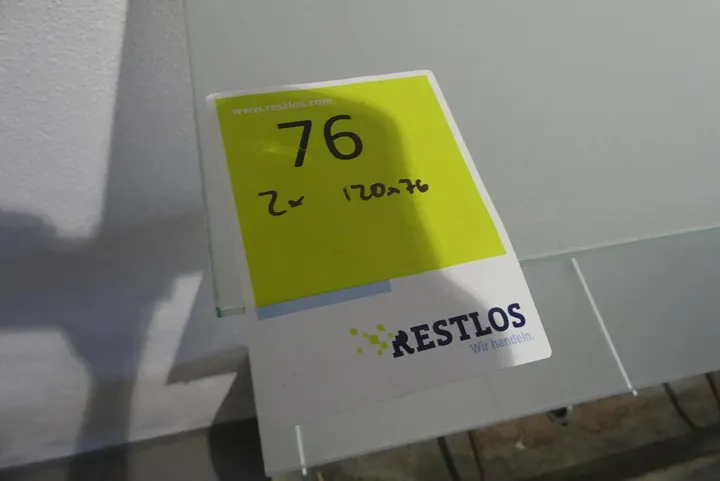 www.restlos.com
76
2x 120x76
RESTLOS
Wir handeln.